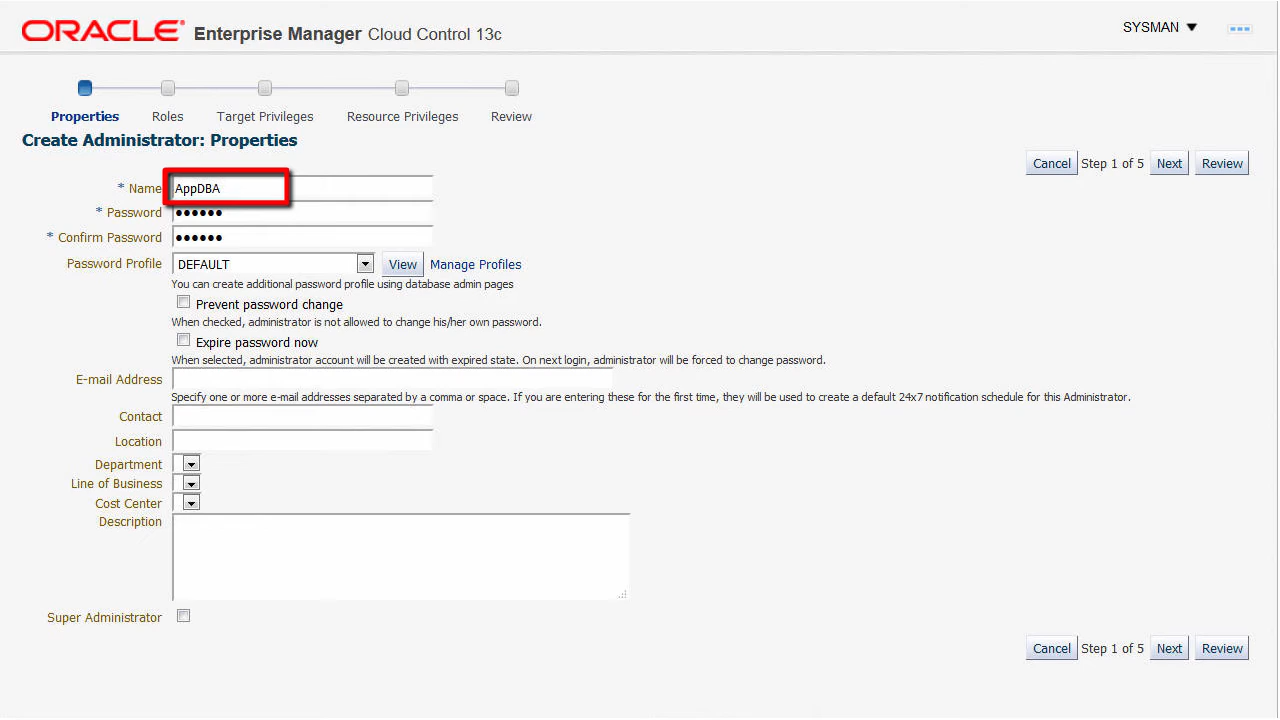 ORACLE® Enterprise Manager Cloud Control 13c
SYSMAN
Properties Roles Target Privileges Resource Privileges Review
Create Administrator: Properties
Cancel Step 1 of 5 Next Review
* Name AppDBA
* Password ●●●●●●
* Confirm Password ●●●●●●
Password Profile DEFAULT View Manage Profiles
You can create additional password profile using database admin pages
Prevent password change
When checked, administrator is not allowed to change his/her own password.
Expire password now
When selected, administrator account will be created with expired state. On next login, administrator will be forced to change password.
E-mail Address
Specify one or more e-mail addresses separated by a comma or space. If you are entering these for the first time, they will be used to create a default 24x7 notification schedule for this Administrator.
Contact
Location
Department
Line of Business
Cost Center
Description
Super Administrator
Cancel Step 1 of 5 Next Review